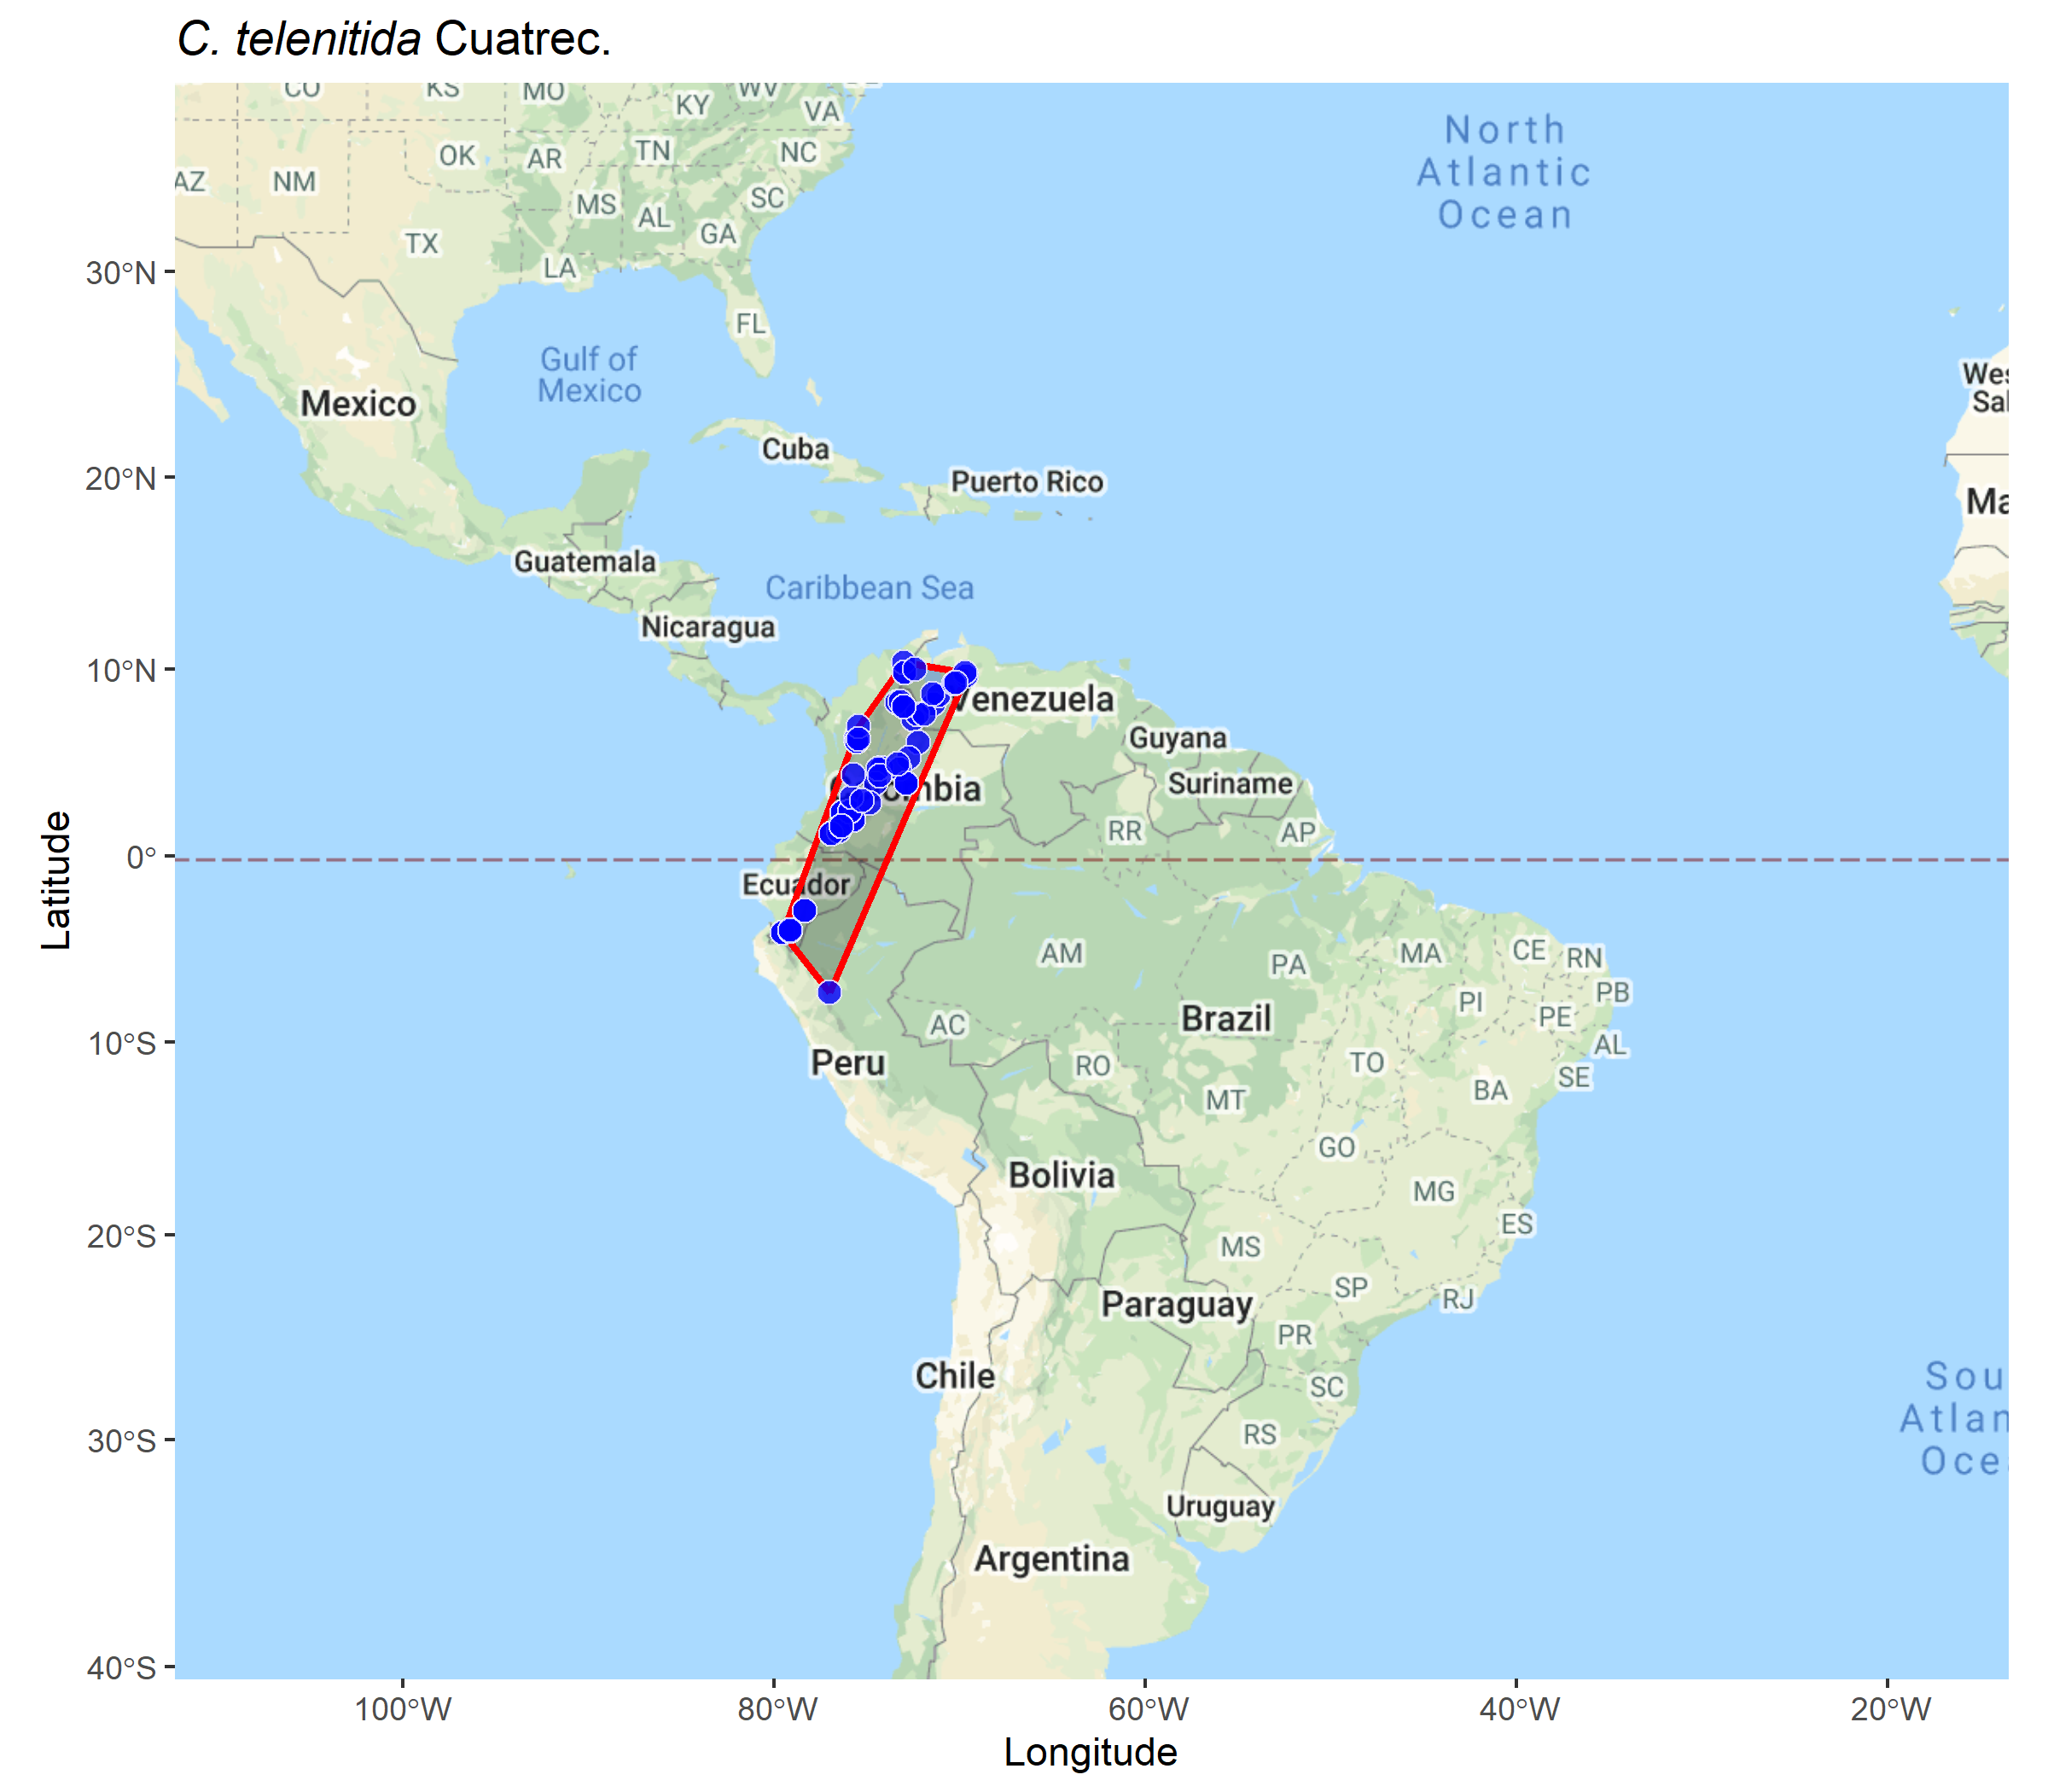 C. telenitida Cuatrec.
CO
KS
MO
KY
WV
VA
AZ
NM
OK
AR
TN
NC
TX
MS
AL
SC
GA
LA
FL
North
Atlantic
Ocean
Gulf of
Mexico
Mexico
Cuba
Puerto Rico
Wes
Sal
Ma
Guatemala
Caribbean Sea
Nicaragua
Venezuela
Guyana
Suriname
RR
AP
Ecuador
AM
PA
MA
CE
RN
PB
PI
PE
AL
SE
AC
Brazil
Peru
RO
TO
BA
MT
GO
Bolivia
MG
ES
MS
SP
RJ
Paraguay
PR
Chile
SC
RS
Uruguay
Argentina
Sou
Atlan
Oce
30°N
20°N
10°N
0°
10°S
20°S
30°S
40°S
Latitude
100°W
80°W
60°W
40°W
20°W
Longitude